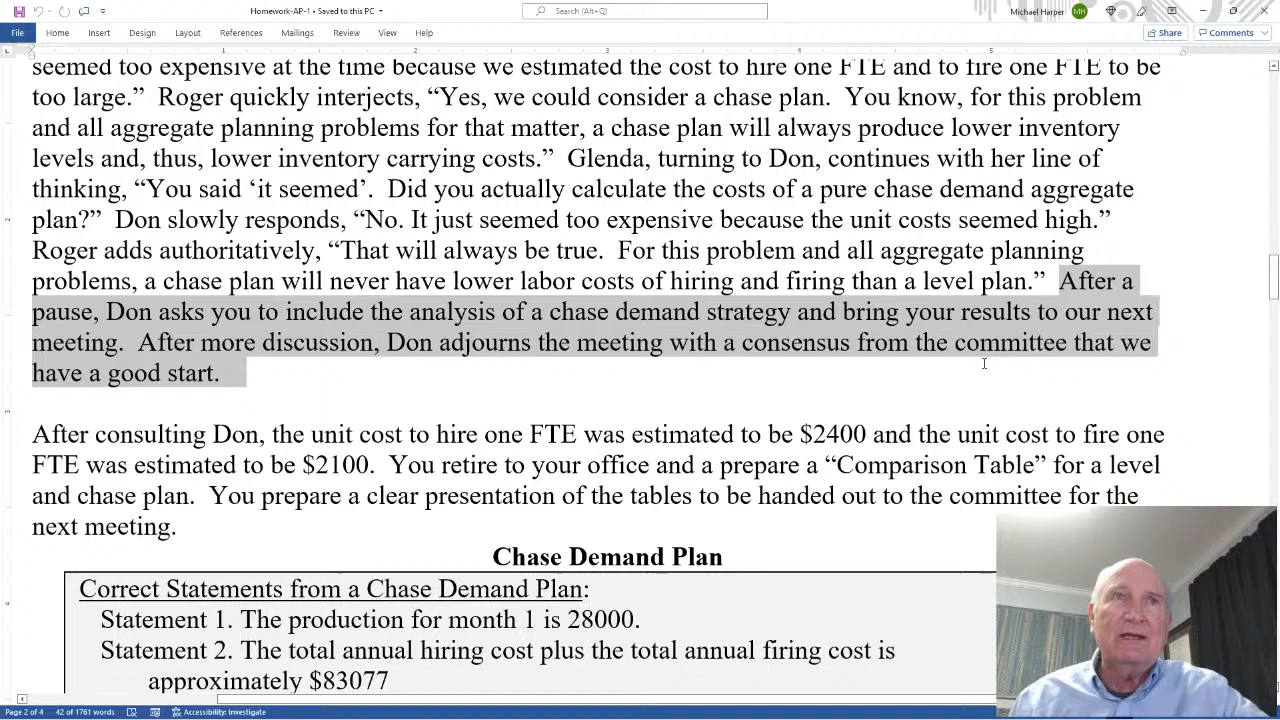 Homework-AP-1 • Saved to this PC
Search (Alt+Q)
Michael Harper
MH
File
Home
Insert
Design
Layout
References
Mailings
Review
View
Help
Share
Comments
1
3
4
5
seemed too expensive at the time because we estimated the cost to hire one FTE and to fire one FTE to be
too large.” Roger quickly interjects, “Yes, we could consider a chase plan. You know, for this problem
and all aggregate planning problems for that matter, a chase plan will always produce lower inventory
levels and, thus, lower inventory carrying costs.” Glenda, turning to Don, continues with her line of
thinking, “You said ‘it seemed’. Did you actually calculate the costs of a pure chase demand aggregate
plan?” Don slowly responds, “No. It just seemed too expensive because the unit costs seemed high.”
Roger adds authoritatively, “That will always be true. For this problem and all aggregate planning
problems, a chase plan will never have lower labor costs of hiring and firing than a level plan.” After a
pause, Don asks you to include the analysis of a chase demand strategy and bring your results to our next
meeting. After more discussion, Don adjourns the meeting with a consensus from the committee that we
have a good start.
After consulting Don, the unit cost to hire one FTE was estimated to be $2400 and the unit cost to fire one
FTE was estimated to be $2100. You retire to your office and a prepare a “Comparison Table” for a level
and chase plan. You prepare a clear presentation of the tables to be handed out to the committee for the
next meeting.
Chase Demand Plan
Correct Statements from a Chase Demand Plan:
Statement 1. The production for month 1 is 28000.
Statement 2. The total annual hiring cost plus the total annual firing cost is
approximately $83077
Page 2 of 4
42 of 1761 words
Accessibility: Investigate